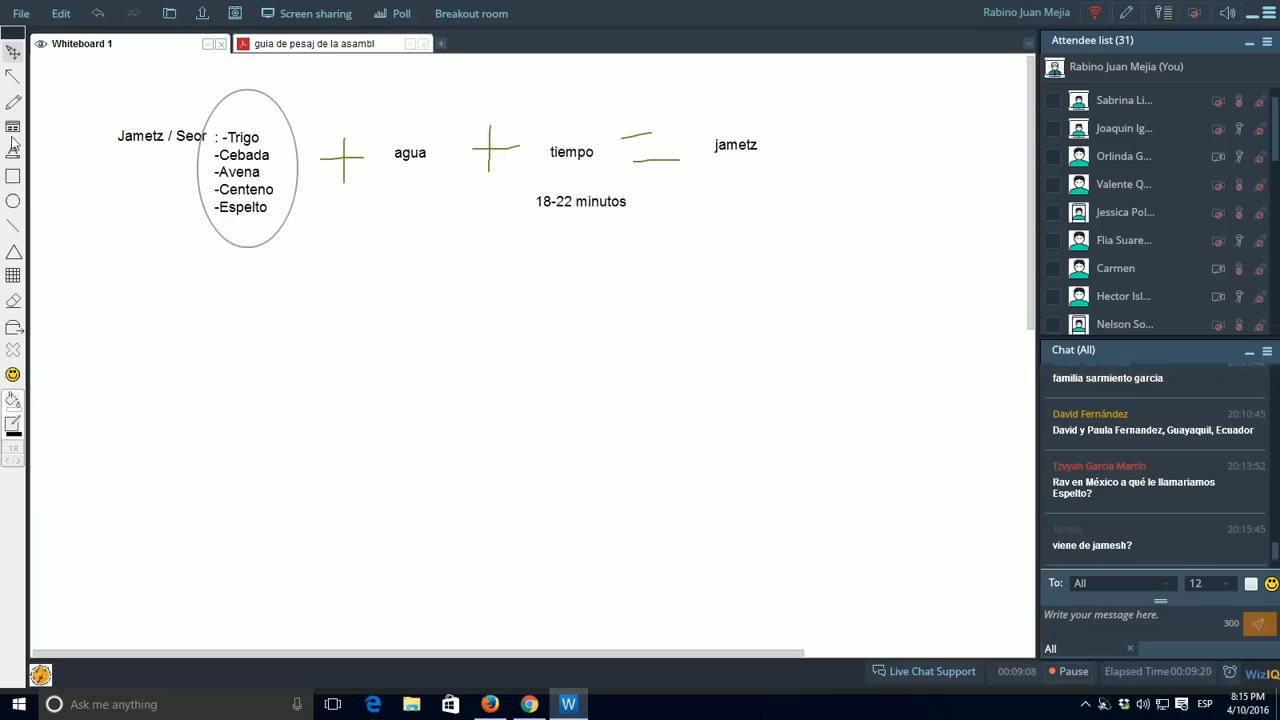 File Edit Screen sharing Poll Breakout room Rabino Juan Mejia
Whiteboard 1 guia de pesaj de la asambl
Attendee list (31)
Rabino Juan Mejia (You)
Sabrina Li...
Joaquin Ig...
Orlinda G...
Valente Q...
Jessica Pol...
Flia Suare...
Carmen
Hector Isl...
Nelson So...
Jametz / Seor : -Trigo
-Cebada
-Avena
-Centeno
-Espelto
agua
tiempo
18-22 minutos
jametz
18
Chat (All)
familia sarmiento garcia
David Fernández 20:10:45
David y Paula Fernandez, Guayaquil, Ecuador
Tzvyah Garcia Martín 20:13:52
Rav en México a qué le llamariamos
Espelto?
Teresa 20:15:45
viene de jamesh?
To: All 12
Write your message here.
300
All
Live Chat Support 00:09:08 Pause Elapsed Time 00:09:20 WizIQ
Ask me anything
ESP
8:15 PM
4/10/2016